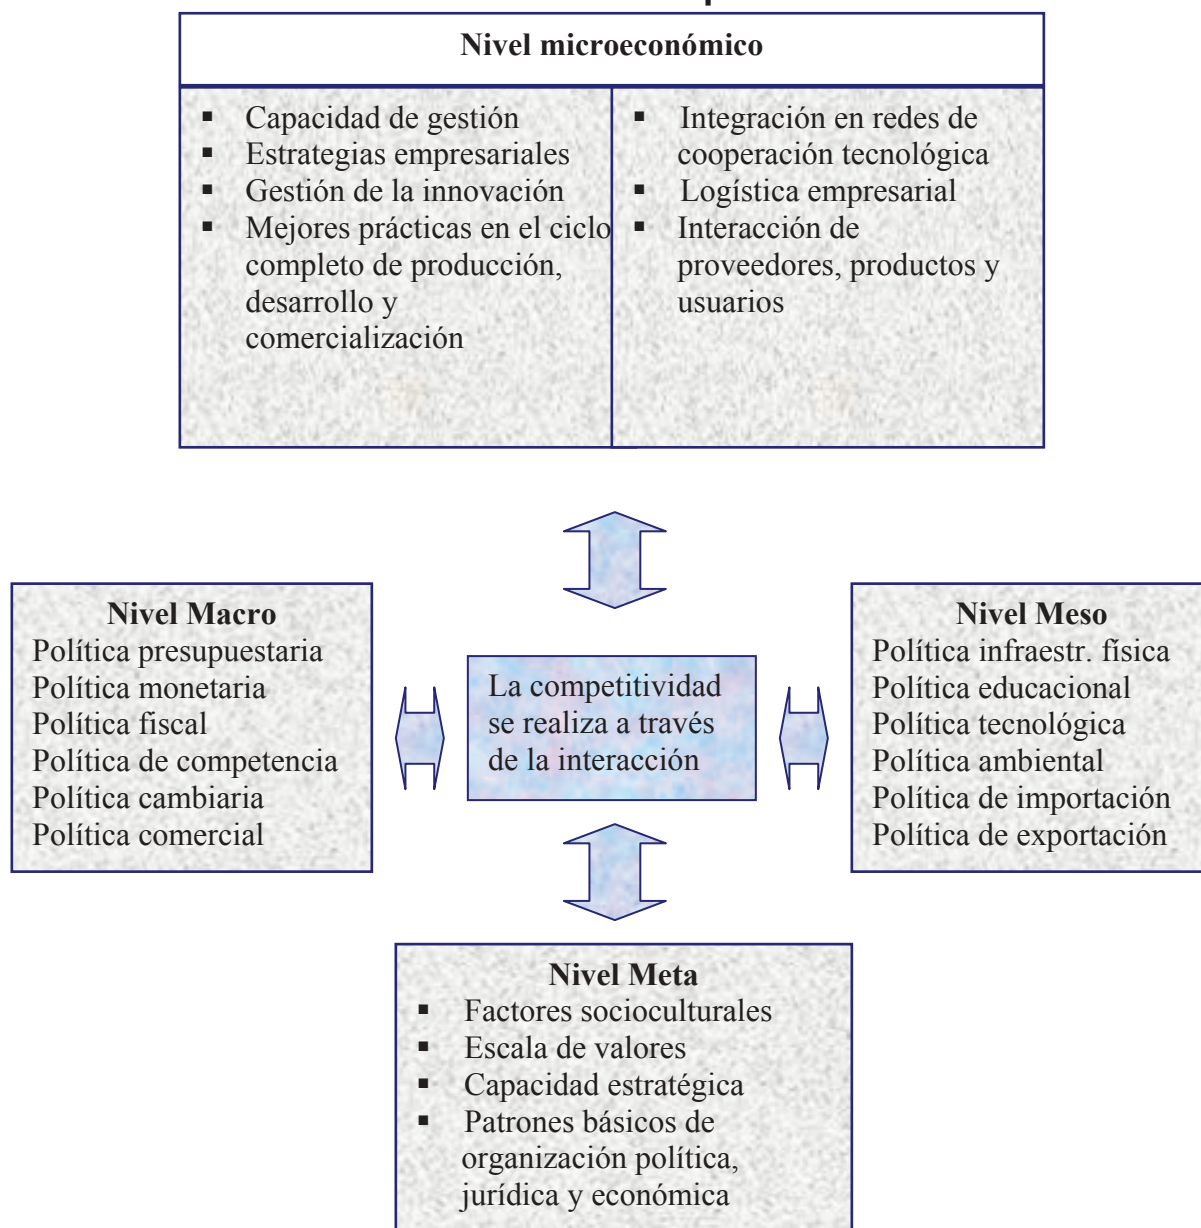 Nivel microeconómico
▪ Capacidad de gestión
▪ Estrategias empresariales
▪ Gestión de la innovación
▪ Mejores prácticas en el ciclo
completo de producción,
desarrollo y
comercialización
▪ Integración en redes de
cooperación tecnológica
▪ Logística empresarial
▪ Interacción de
proveedores, productos y
usuarios
Nivel Macro
Política presupuestaria
Política monetaria
Política fiscal
Política de competencia
Política cambiaria
Política comercial
La competitividad
se realiza a través
de la interacción
Nivel Meso
Política infraestr. física
Política educacional
Política tecnológica
Política ambiental
Política de importación
Política de exportación
Nivel Meta
▪ Factores socioculturales
▪ Escala de valores
▪ Capacidad estratégica
▪ Patrones básicos de
organización política,
jurídica y económica